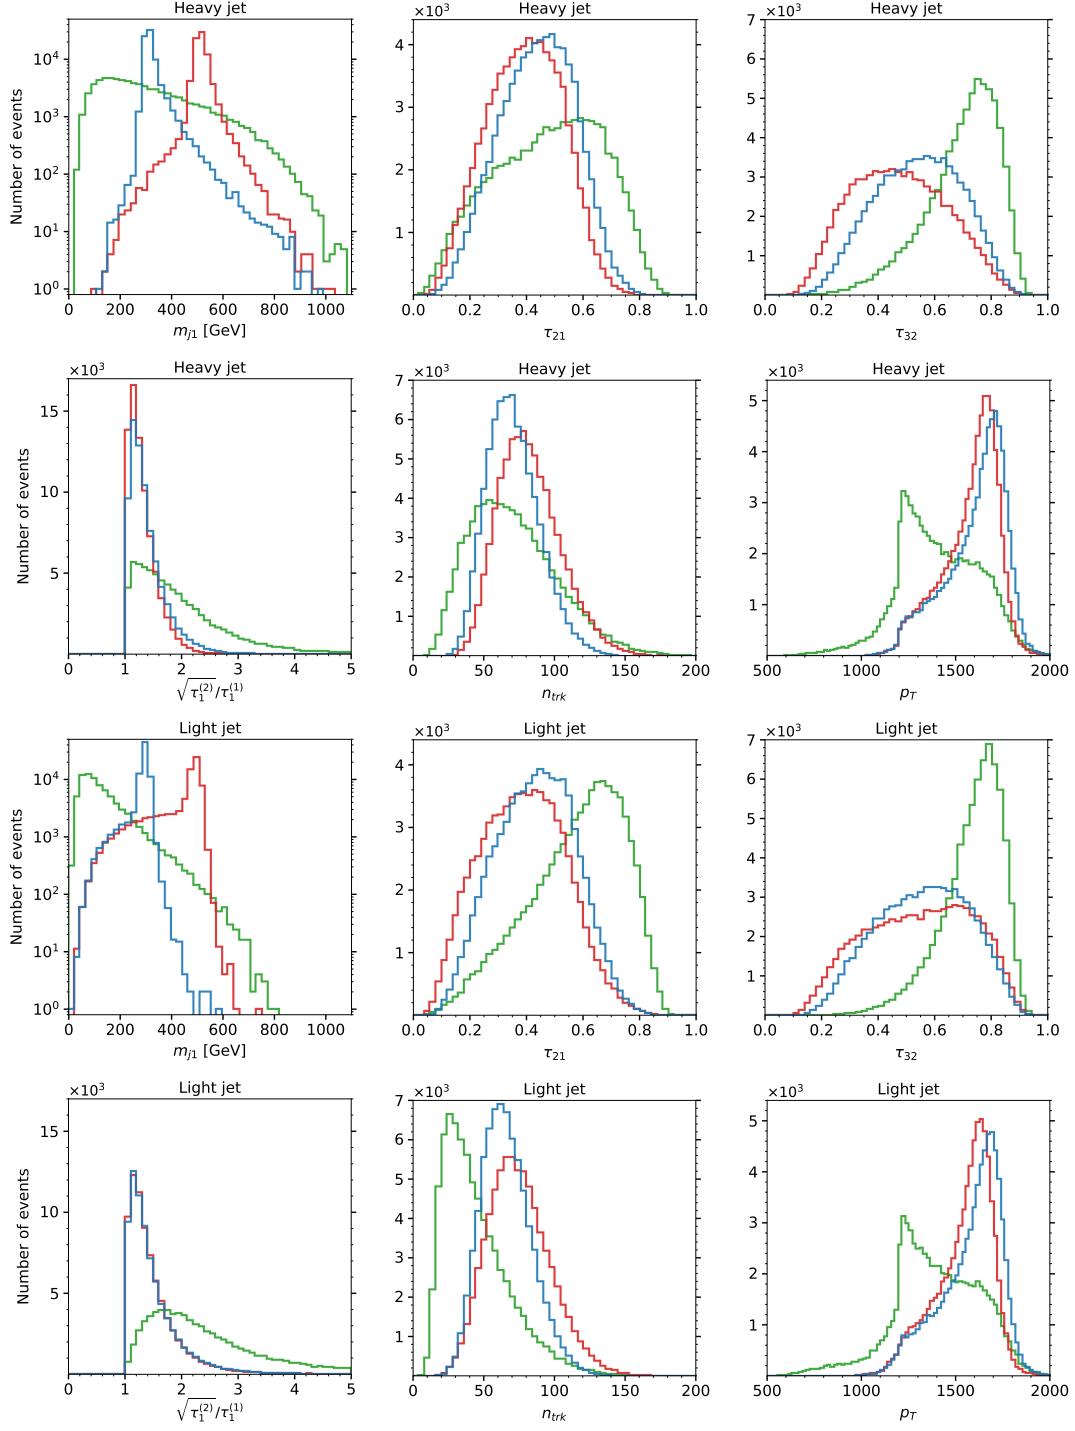 Heavy jet
Number of events
10⁰ 10¹ 10² 10³ 10⁴
0 200 400 600 800 1000
m_{j1} [GeV]
Heavy jet
×10³
1 2 3 4
0.0 0.2 0.4 0.6 0.8 1.0
τ₂₁
Heavy jet
×10³
1 2 3 4 5 6 7
0.0 0.2 0.4 0.6 0.8 1.0
τ₃₂
Heavy jet
×10³
Number of events
5 10 15
0 1 2 3 4 5
√τ₁⁽²⁾/τ₁⁽¹⁾
Heavy jet
×10³
1 2 3 4 5 6 7
0 50 100 150 200
n_{trk}
Heavy jet
×10³
1 2 3 4 5
500 1000 1500 2000
p_T
Light jet
Number of events
10⁰ 10¹ 10² 10³ 10⁴
0 200 400 600 800 1000
m_{j1} [GeV]
Light jet
×10³
1 2 3 4
0.0 0.2 0.4 0.6 0.8 1.0
τ₂₁
Light jet
×10³
1 2 3 4 5 6 7
0.0 0.2 0.4 0.6 0.8 1.0
τ₃₂
Light jet
×10³
Number of events
5 10 15
0 1 2 3 4 5
√τ₁⁽²⁾/τ₁⁽¹⁾
Light jet
×10³
1 2 3 4 5 6 7
0 50 100 150 200
n_{trk}
Light jet
×10³
1 2 3 4 5
500 1000 1500 2000
p_T